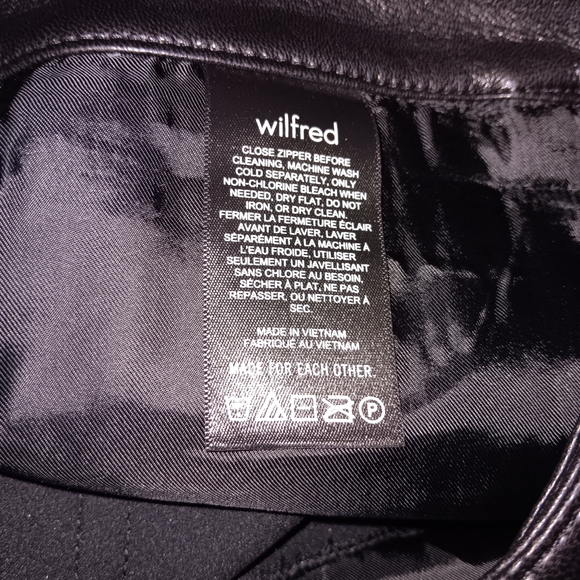 wilfred
CLOSE ZIPPER BEFORE
CLEANING, MACHINE WASH
COLD SEPARATELY, ONLY
NON-CHLORINE BLEACH WHEN
NEEDED, DRY FLAT, DO NOT
IRON, OR DRY CLEAN.
FERMER LA FERMETURE ÉCLAIR
AVANT DE LAVER, LAVER
SÉPARÉMENT À LA MACHINE À
L'EAU FROIDE, UTILISER
SEULEMENT UN JAVELLISANT
SANS CHLORE AU BESOIN,
SÉCHER À PLAT, NE PAS
REPASSER, OU NETTOYER À
SEC.
MADE IN VIETNAM
FABRIQUÉ AU VIETNAM
MADE FOR EACH OTHER.
P